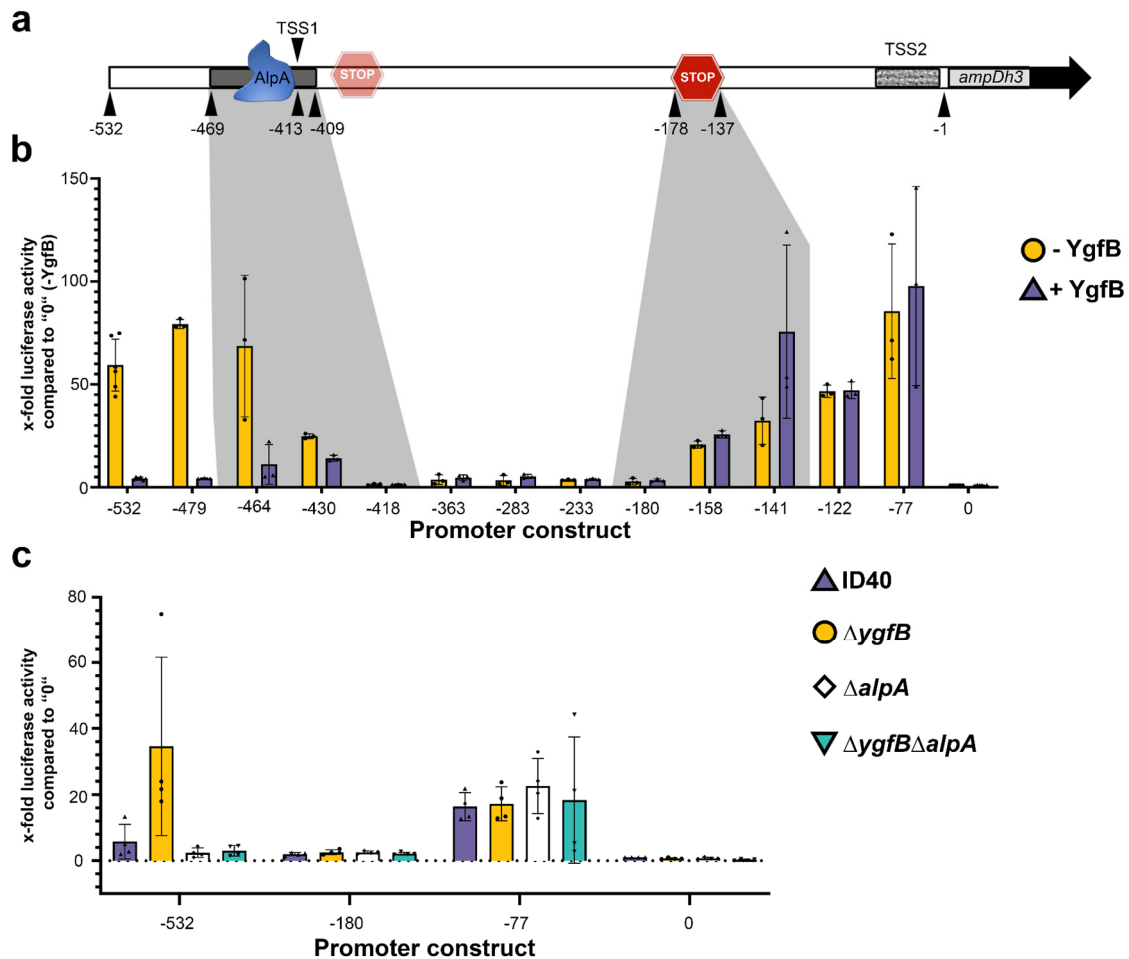 a
TSS1
AlpA
STOP
STOP
TSS2
ampDh3
-532
-469
-413
-409
-178
-137
-1
b
x-fold luciferase activity
compared to “0” (-YgfB)
150
100
50
0
-532 -479 -464 -430 -418 -363 -283 -233 -180 -158 -141 -122 -77 0
Promoter construct
- YgfB
+ YgfB
c
x-fold luciferase activity
compared to “0”
80
60
40
20
0
-532 -180 -77 0
Promoter construct
ID40
ΔygfB
ΔalpA
ΔygfBΔalpA